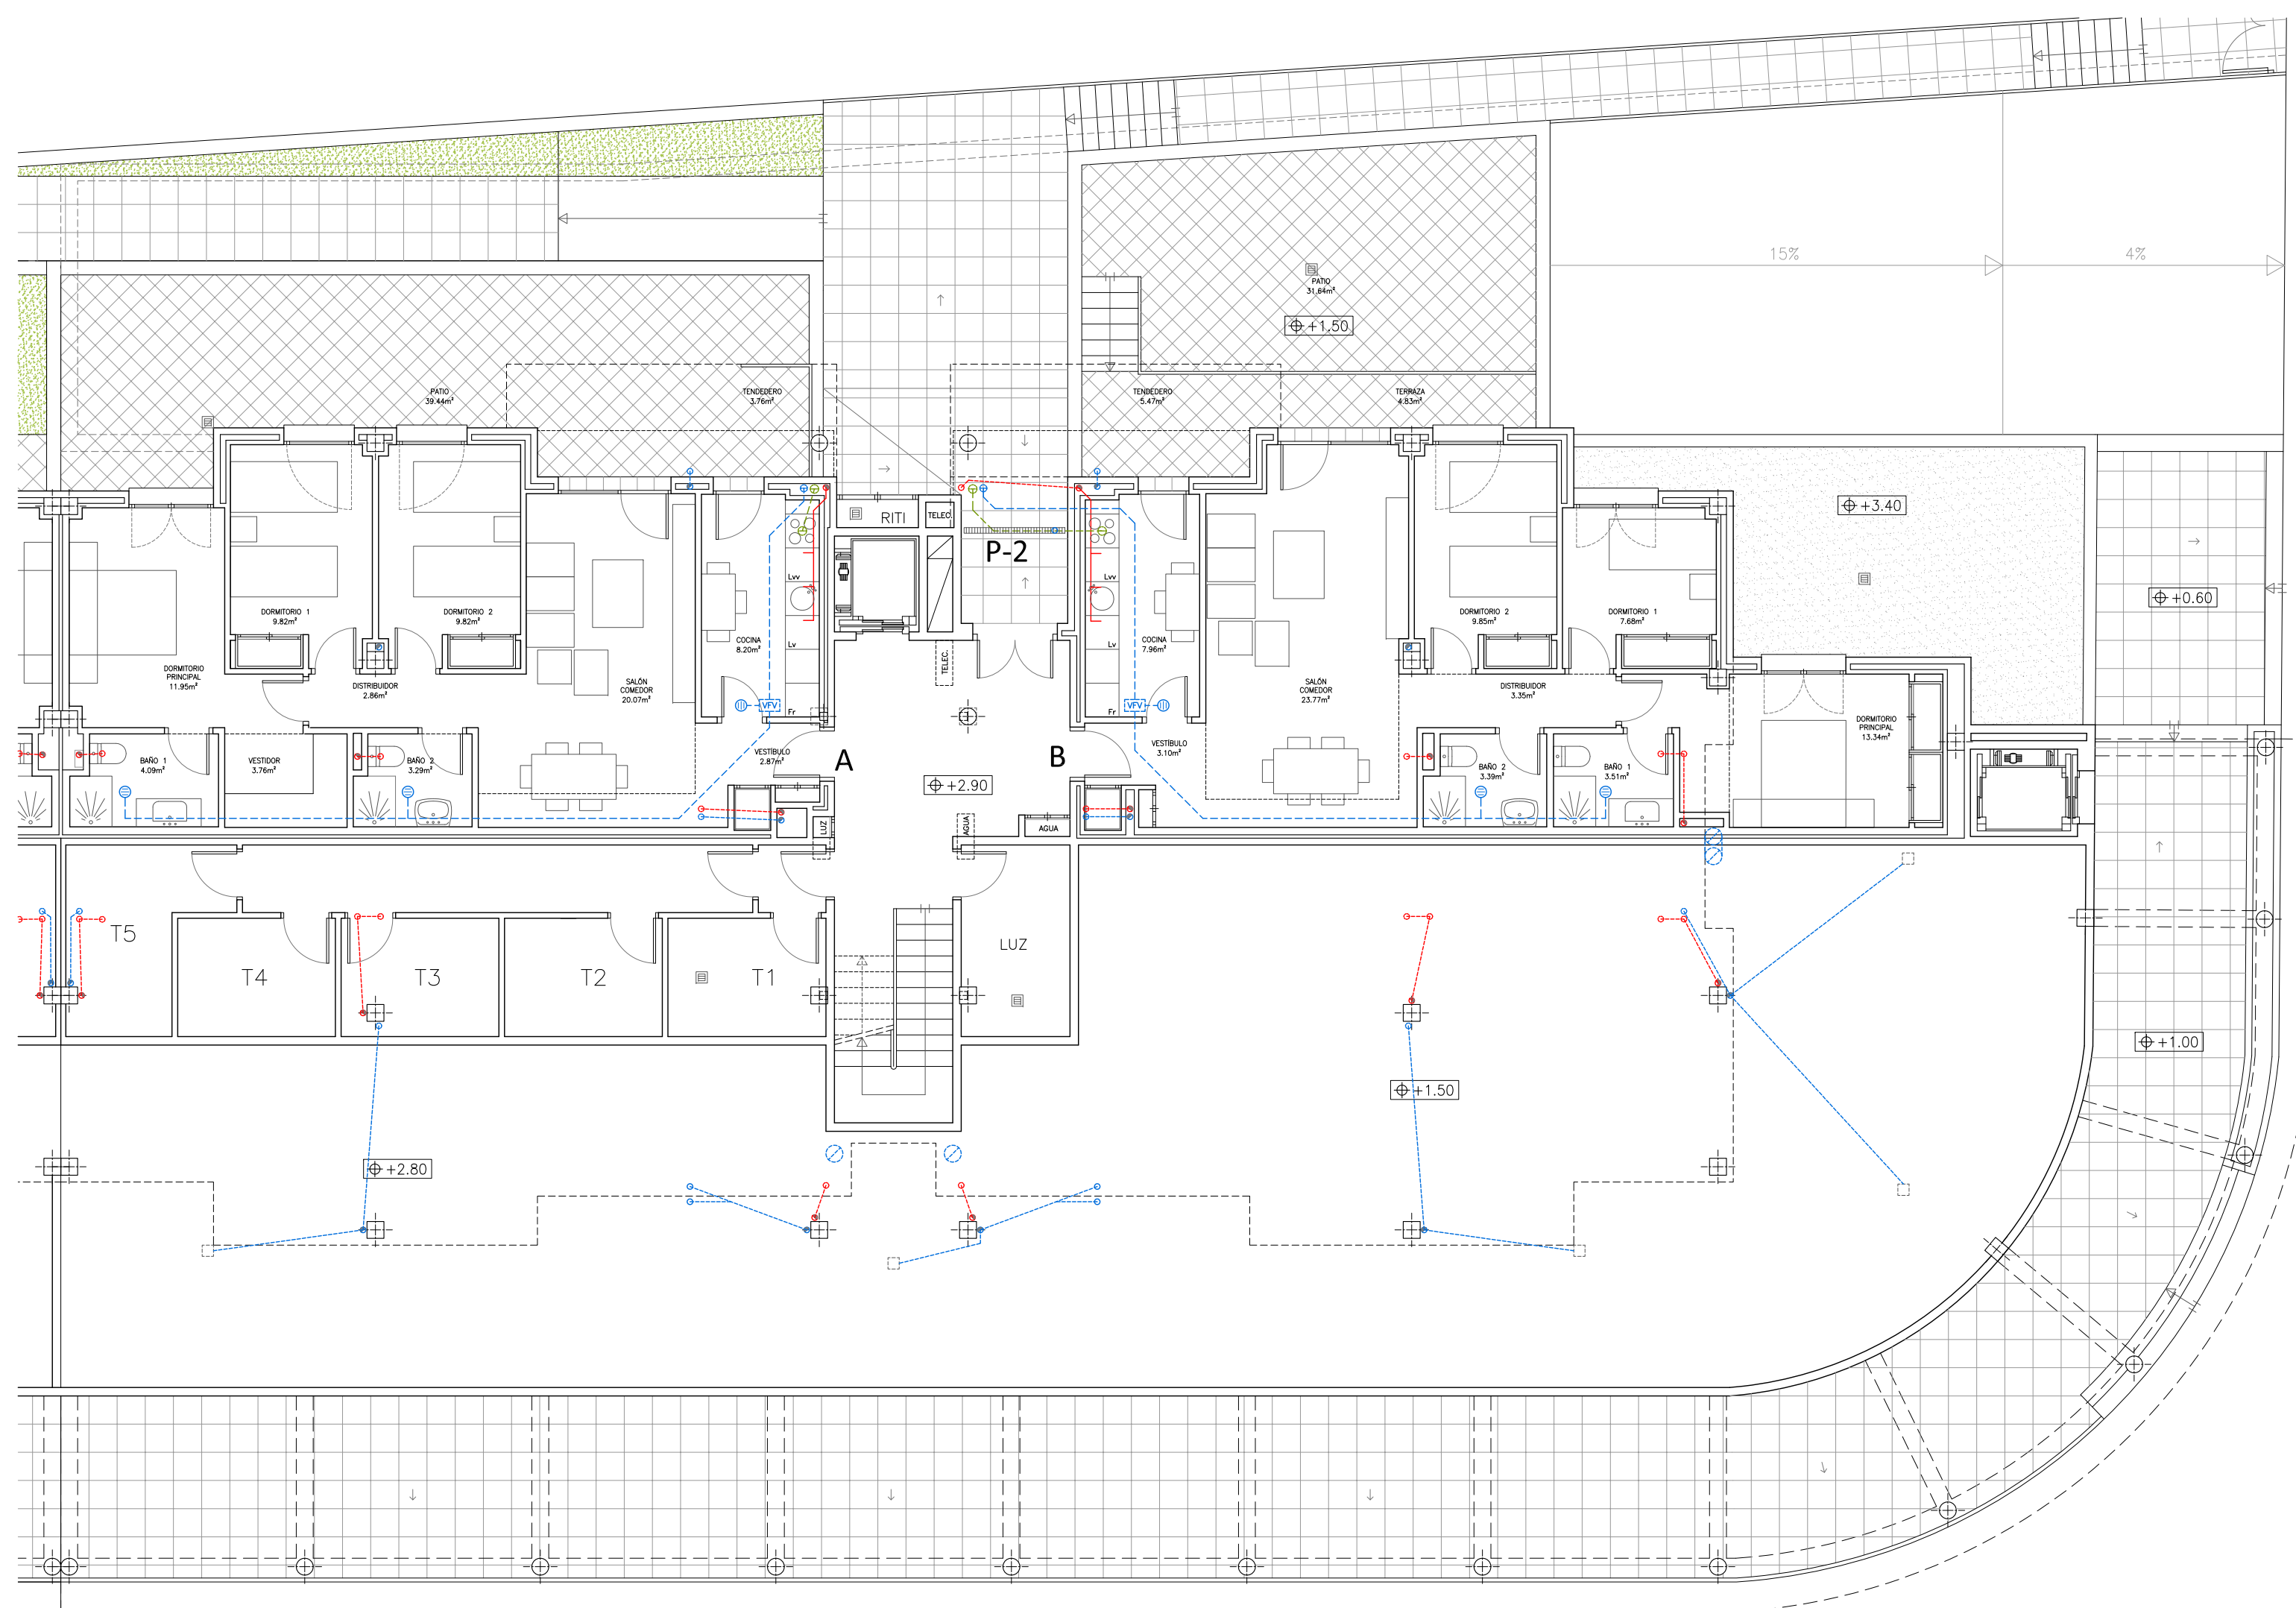 15%
4%
PATIO
31.64m²
+1.50
PATIO
39.44m²
TENDEDERO
3.76m²
TENDEDERO
5.47m²
TERRAZA
4.83m²
+3.40
RITI
TELEC.
P-2
Lvv
Lvv
+0.60
DORMITORIO 1
9.82m²
DORMITORIO 2
9.82m²
COCINA
8.20m²
Lv
TELEC.
Lv
COCINA
7.96m²
DORMITORIO 2
9.85m²
DORMITORIO 1
7.68m²
DORMITORIO
PRINCIPAL
11.95m²
DISTRIBUIDOR
2.86m²
SALÓN
COMEDOR
20.07m²
SALÓN
COMEDOR
23.77m²
DISTRIBUIDOR
3.35m²
VFV
Fr
Fr
VFV
DORMITORIO
PRINCIPAL
13.34m²
BAÑO 1
4.09m²
VESTIDOR
3.76m²
BAÑO 2
3.29m²
VESTÍBULO
2.87m²
A
B
VESTÍBULO
3.10m²
BAÑO 2
3.39m²
BAÑO 1
3.51m²
+2.90
LUZ
AGUA
AGUA
T5
T4
T3
T2
T1
LUZ
+1.00
+1.50
+2.80